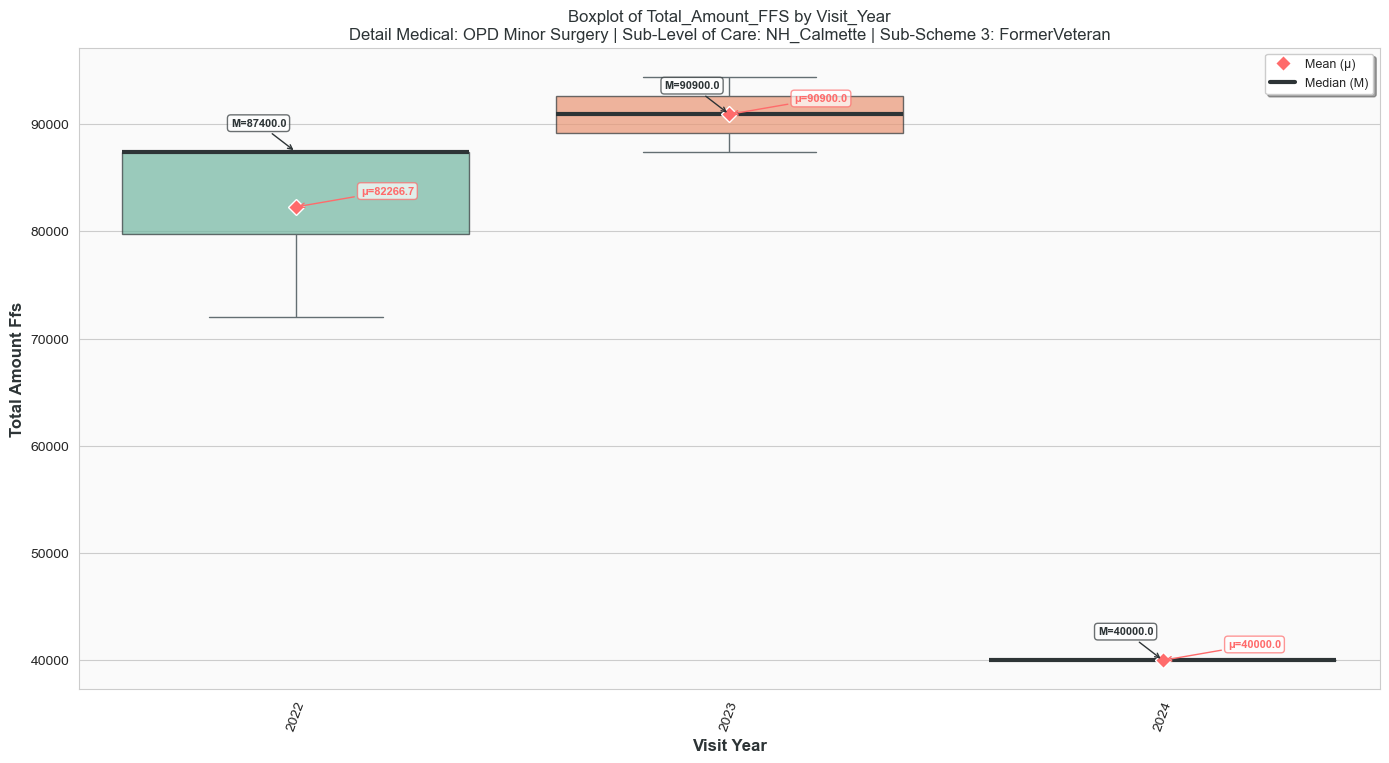 Boxplot of Total_Amount_FFS by Visit_Year
Detail Medical: OPD Minor Surgery | Sub-Level of Care: NH_Calmette | Sub-Scheme 3: FormerVeteran
Mean (μ)
Median (M)
M=90900.0
μ=90900.0
M=87400.0
μ=82266.7
M=40000.0
μ=40000.0
90000
80000
70000
60000
50000
40000
Total Amount Ffs
2022
2023
2024
Visit Year